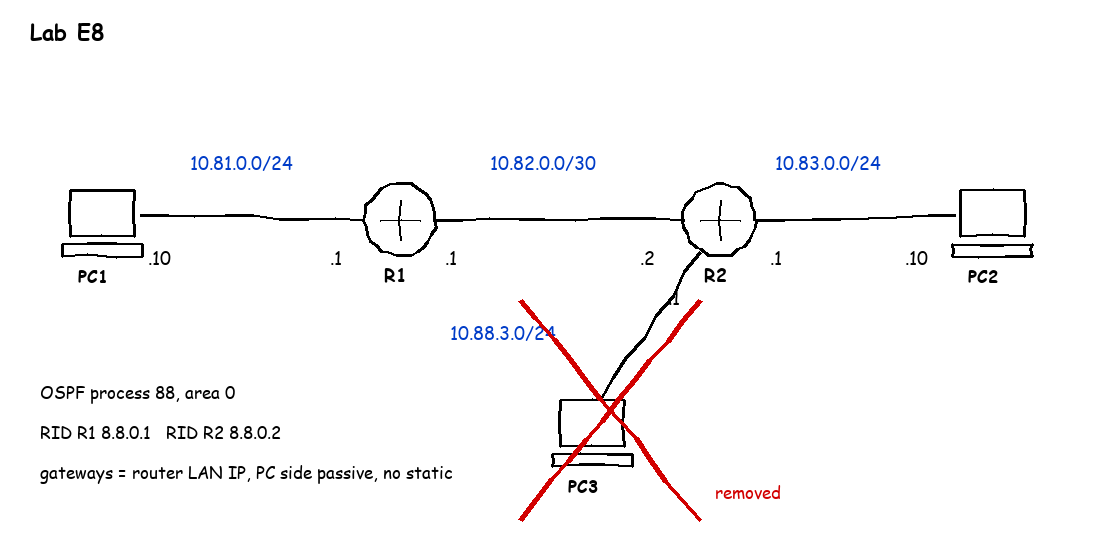 Lab E8
10.81.0.0/24 10.82.0.0/30 10.83.0.0/24
.10 .1 .1 .2 .1 .10
PC1 R1 R2 PC2
.1
10.88.3.0/24
OSPF process 88, area 0
RID R1 8.8.0.1 RID R2 8.8.0.2
gateways = router LAN IP, PC side passive, no static
PC3
removed